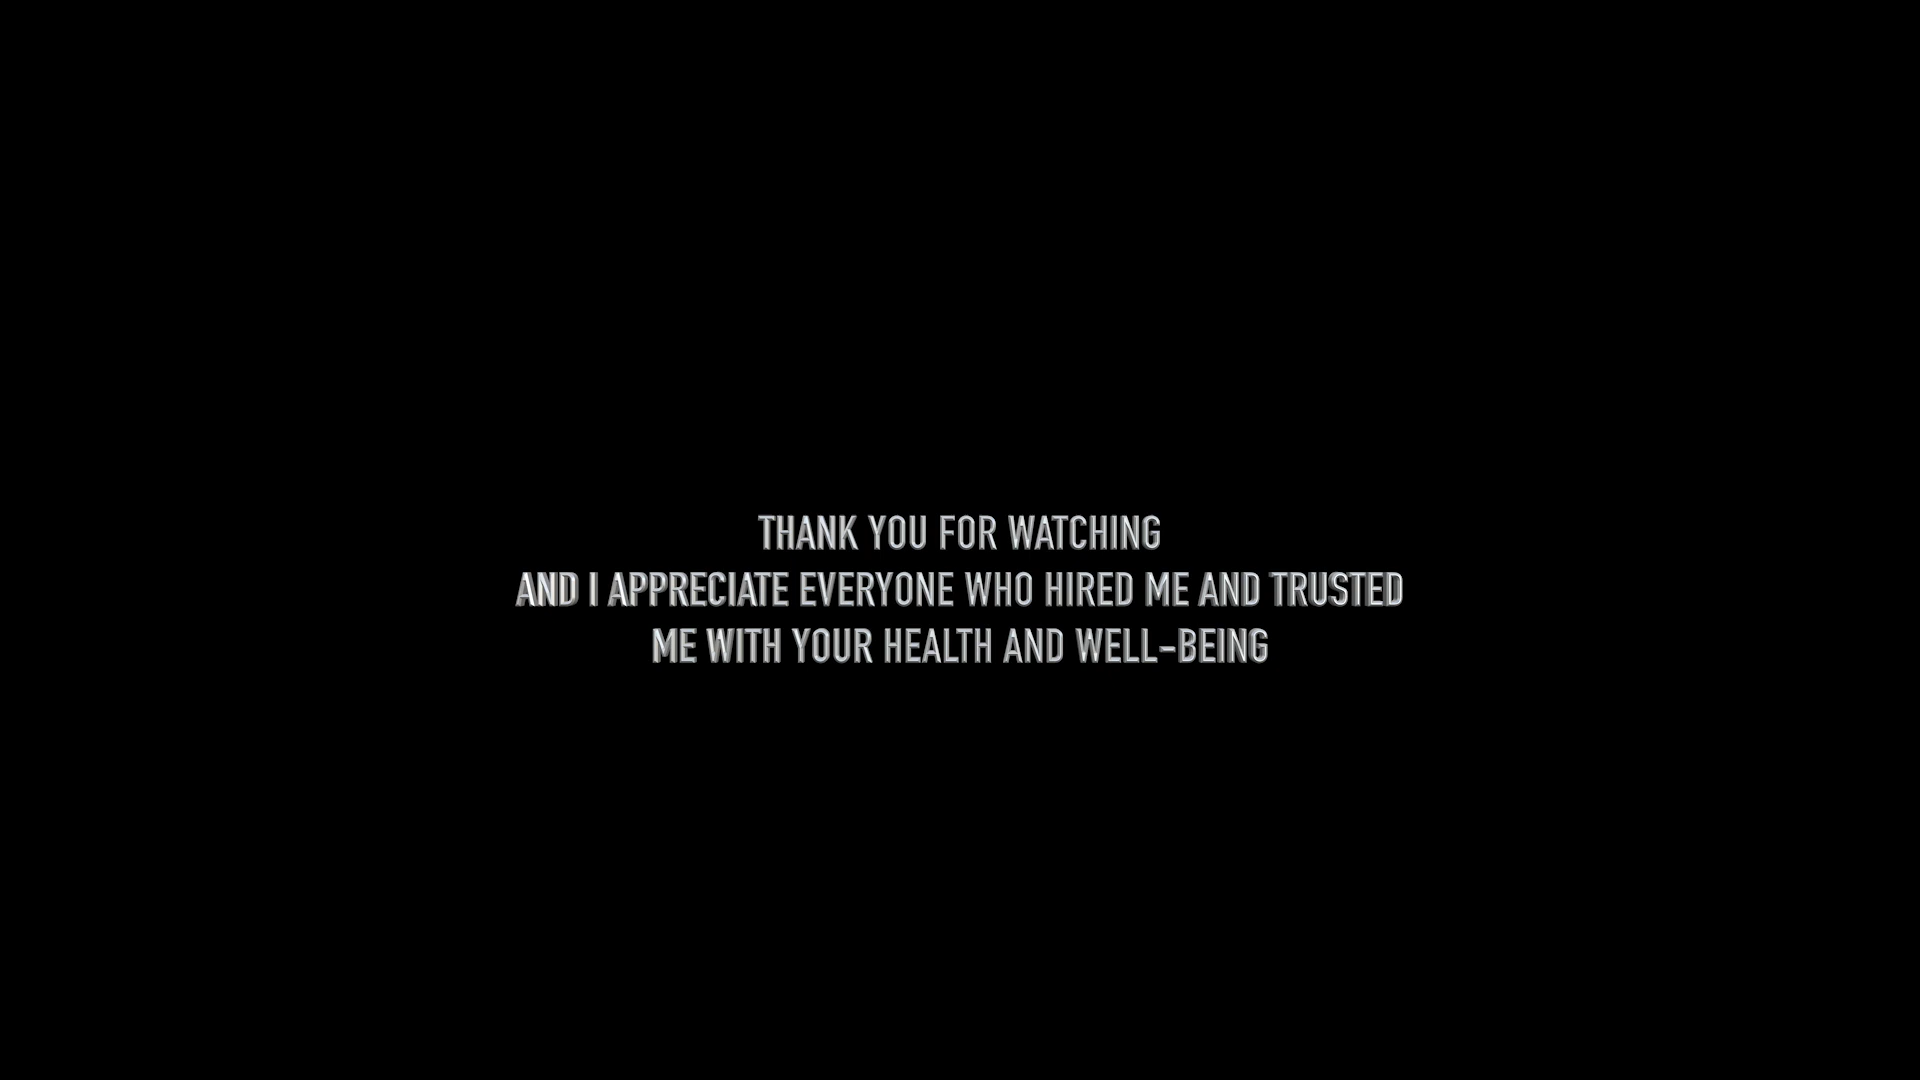 THANK YOU FOR WATCHING
AND I APPRECIATE EVERYONE WHO HIRED ME AND TRUSTED
ME WITH YOUR HEALTH AND WELL-BEING